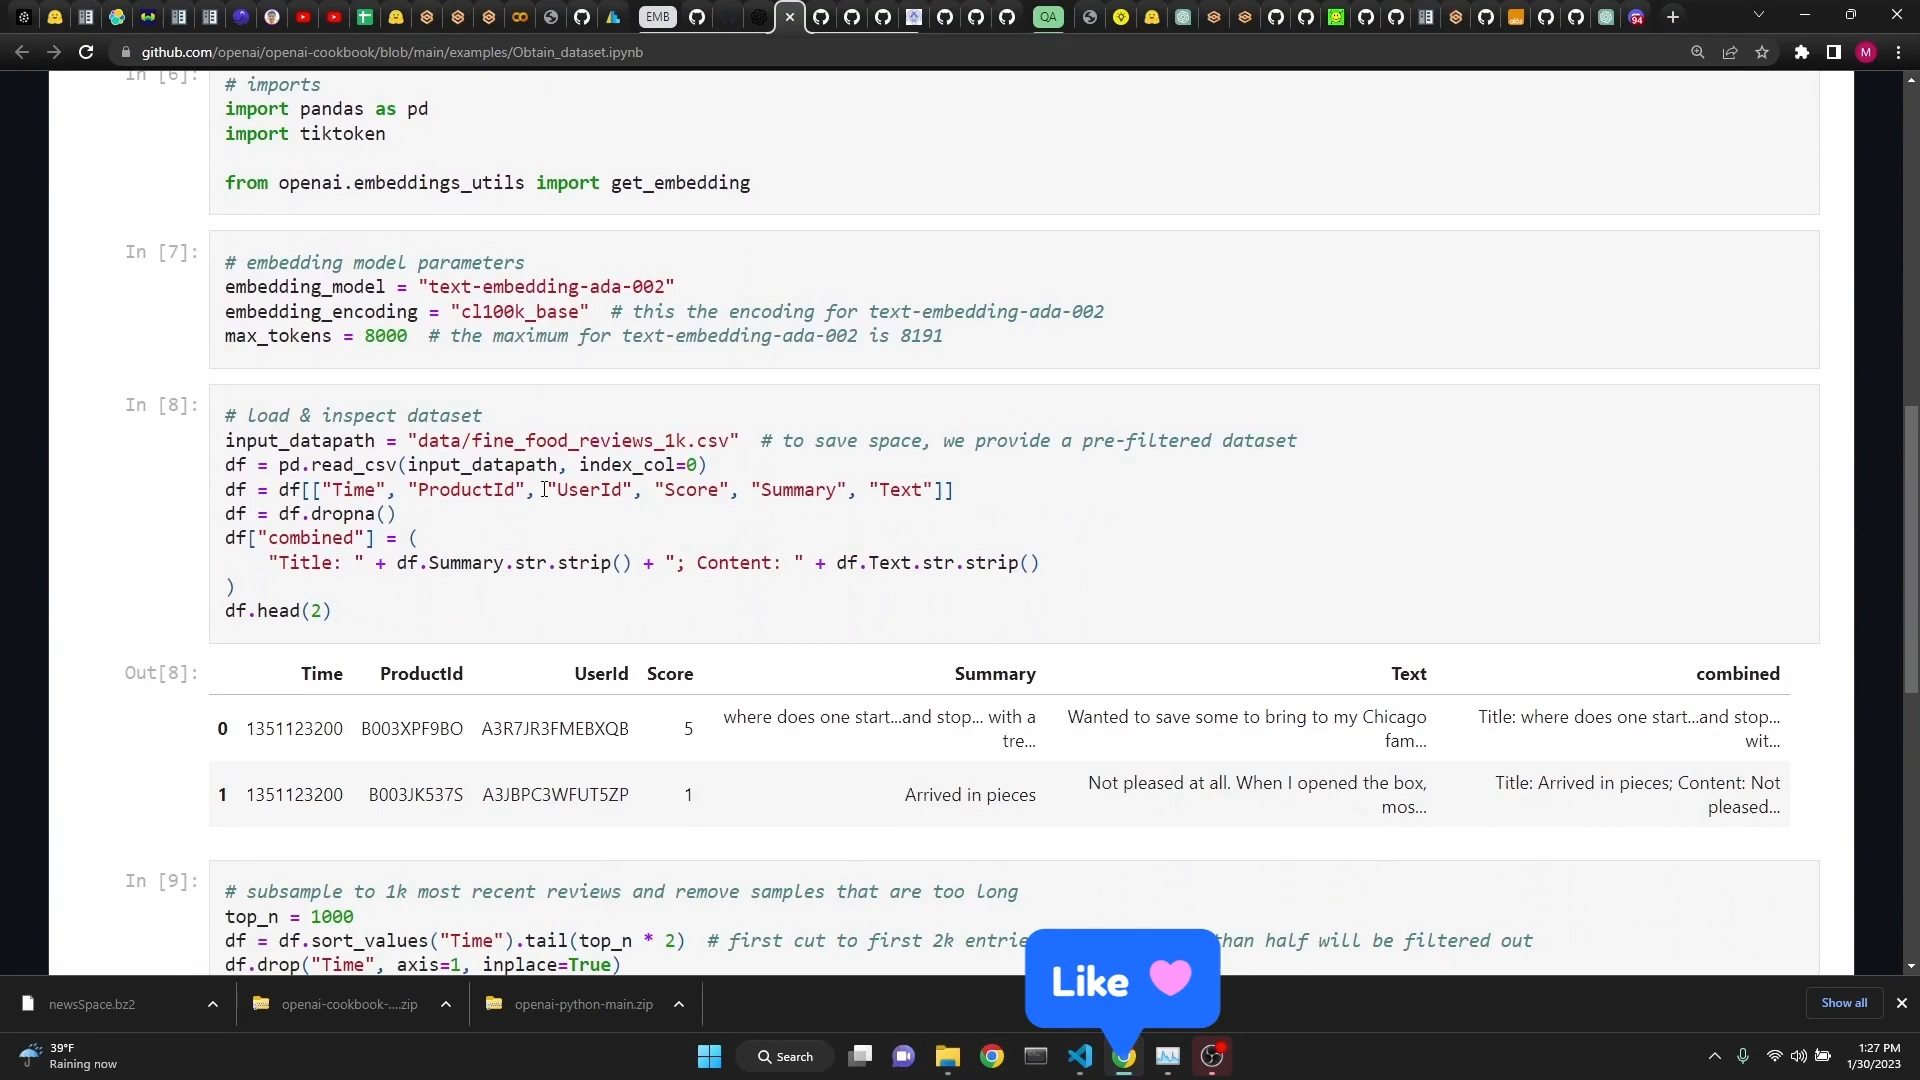 EMB
QA
94
github.com/openai/openai-cookbook/blob/main/examples/Obtain_dataset.ipynb
M
In [6]:
# imports
import pandas as pd
import tiktoken
from openai.embeddings_utils import get_embedding
In [7]:
# embedding model parameters
embedding_model = "text-embedding-ada-002"
embedding_encoding = "cl100k_base"  # this the encoding for text-embedding-ada-002
max_tokens = 8000  # the maximum for text-embedding-ada-002 is 8191
In [8]:
# load & inspect dataset
input_datapath = "data/fine_food_reviews_1k.csv"  # to save space, we provide a pre-filtered dataset
df = pd.read_csv(input_datapath, index_col=0)
df = df[["Time", "ProductId", "UserId", "Score", "Summary", "Text"]]
df = df.dropna()
df["combined"] = (
    "Title: " + df.Summary.str.strip() + "; Content: " + df.Text.str.strip()
)
df.head(2)
Out[8]:
Time ProductId UserId Score Summary Text combined
0 1351123200 B003XPF9BO A3R7JR3FMEBXQB 5 where does one start...and stop... with a tre... Wanted to save some to bring to my Chicago fam... Title: where does one start...and stop... wit...
1 1351123200 B003JK537S A3JBPC3WFUT5ZP 1 Arrived in pieces Not pleased at all. When I opened the box, mos... Title: Arrived in pieces; Content: Not pleased...
In [9]:
# subsample to 1k most recent reviews and remove samples that are too long
top_n = 1000
df = df.sort_values("Time").tail(top_n * 2)  # first cut to first 2k entrie han half will be filtered out
df.drop("Time", axis=1, inplace=True)
Like
newsSpace.bz2
openai-cookbook-....zip
openai-python-main.zip
Show all
39°F
Raining now
Search
1:27 PM
1/30/2023